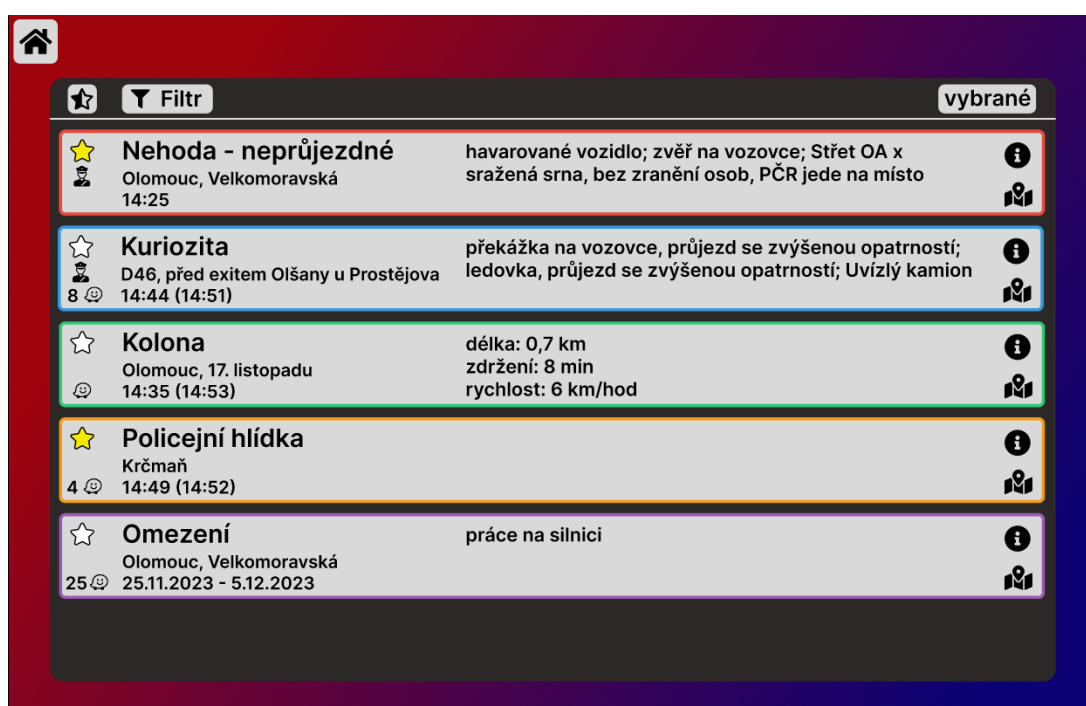 Filtr
vybrané
Nehoda - neprůjezdné
Olomouc, Velkomoravská
14:25
havarované vozidlo; zvěř na vozovce; Střet OA x
sražená srna, bez zranění osob, PČR jede na místo
Kuriozita
D46, před exitem Olšany u Prostějova
8 14:44 (14:51)
překážka na vozovce, průjezd se zvýšenou opatrností;
ledovka, průjezd se zvýšenou opatrností; Uvízlý kamion
Kolona
Olomouc, 17. listopadu
14:35 (14:53)
délka: 0,7 km
zdržení: 8 min
rychlost: 6 km/hod
Policejní hlídka
Krčmaň
4 14:49 (14:52)
Omezení
Olomouc, Velkomoravská
25 25.11.2023 - 5.12.2023
práce na silnici